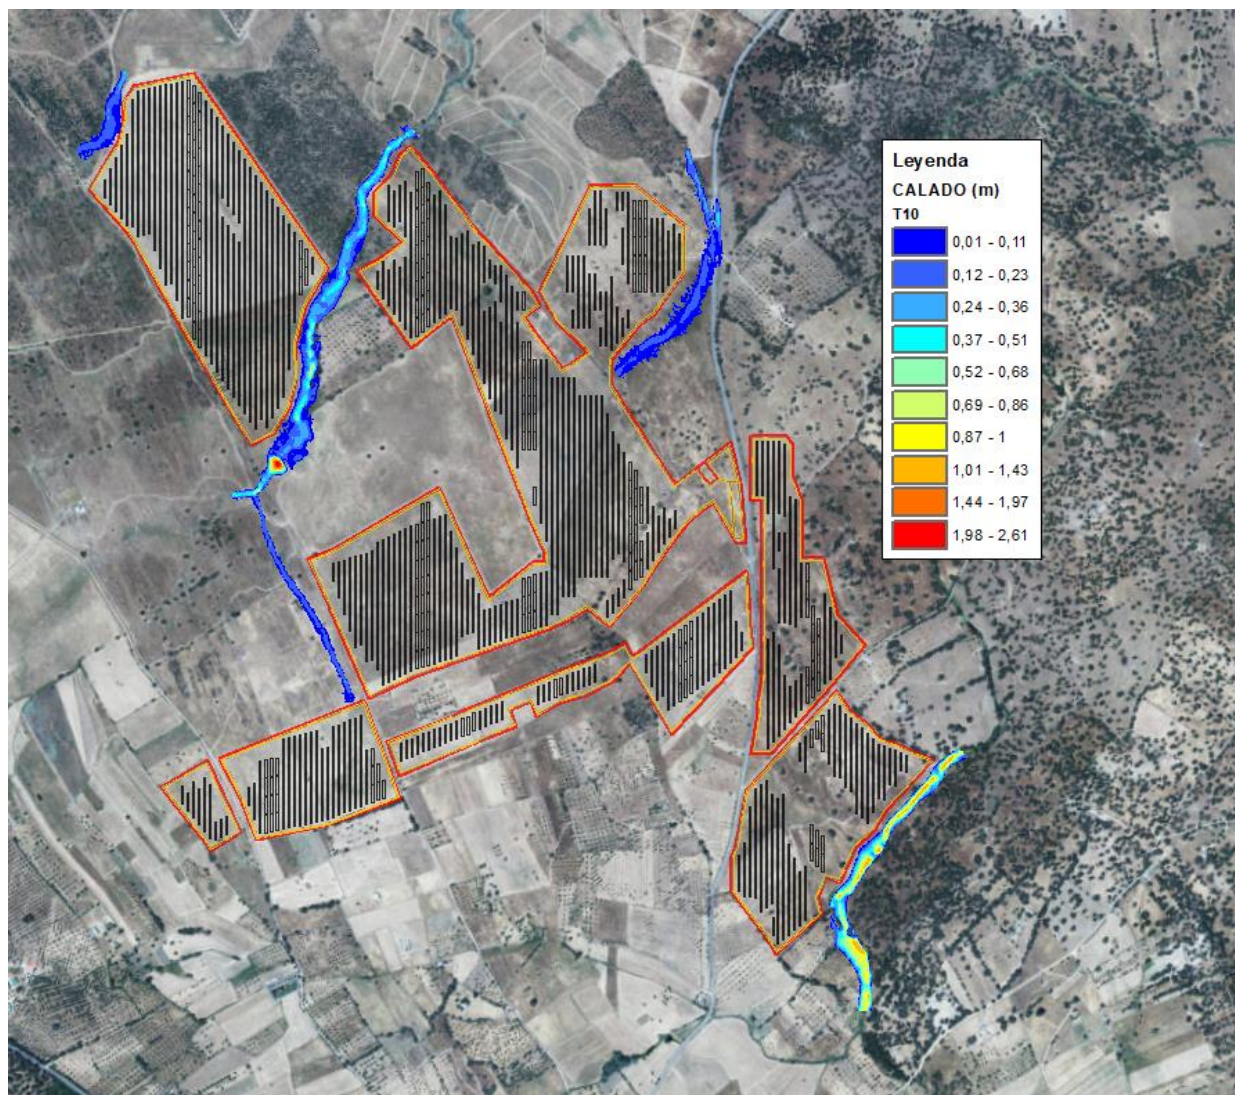 Leyenda
CALADO (m)
T10
0,01 - 0,11
0,12 - 0,23
0,24 - 0,36
0,37 - 0,51
0,52 - 0,68
0,69 - 0,86
0,87 - 1
1,01 - 1,43
1,44 - 1,97
1,98 - 2,61